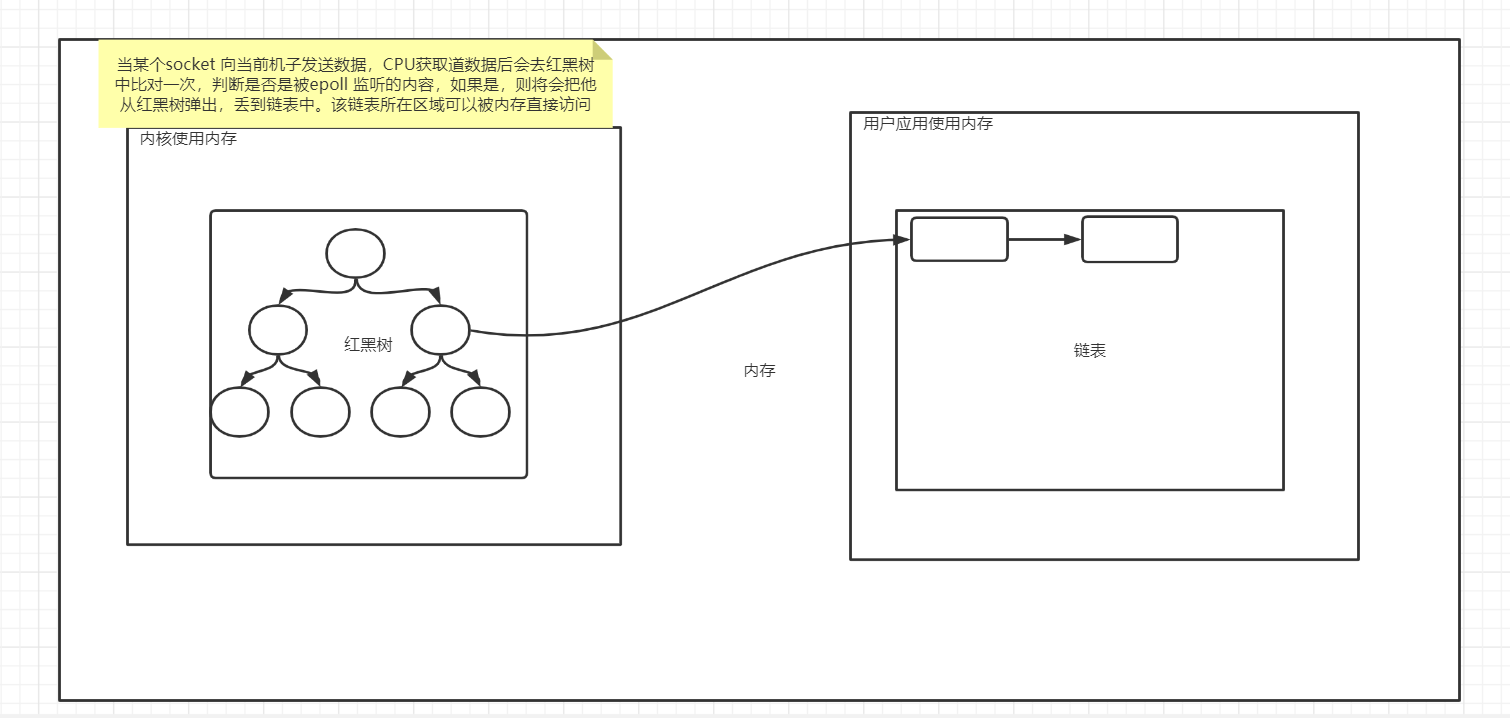 当某个socket 向当前机子发送数据，CPU获取道数据后会去红黑树
中比对一次，判断是否是被epoll 监听的内容，如果是，则将会把他
从红黑树弹出，丢到链表中。该链表所在区域可以被内存直接访问
内核使用内存
用户应用使用内存
红黑树
内存
链表